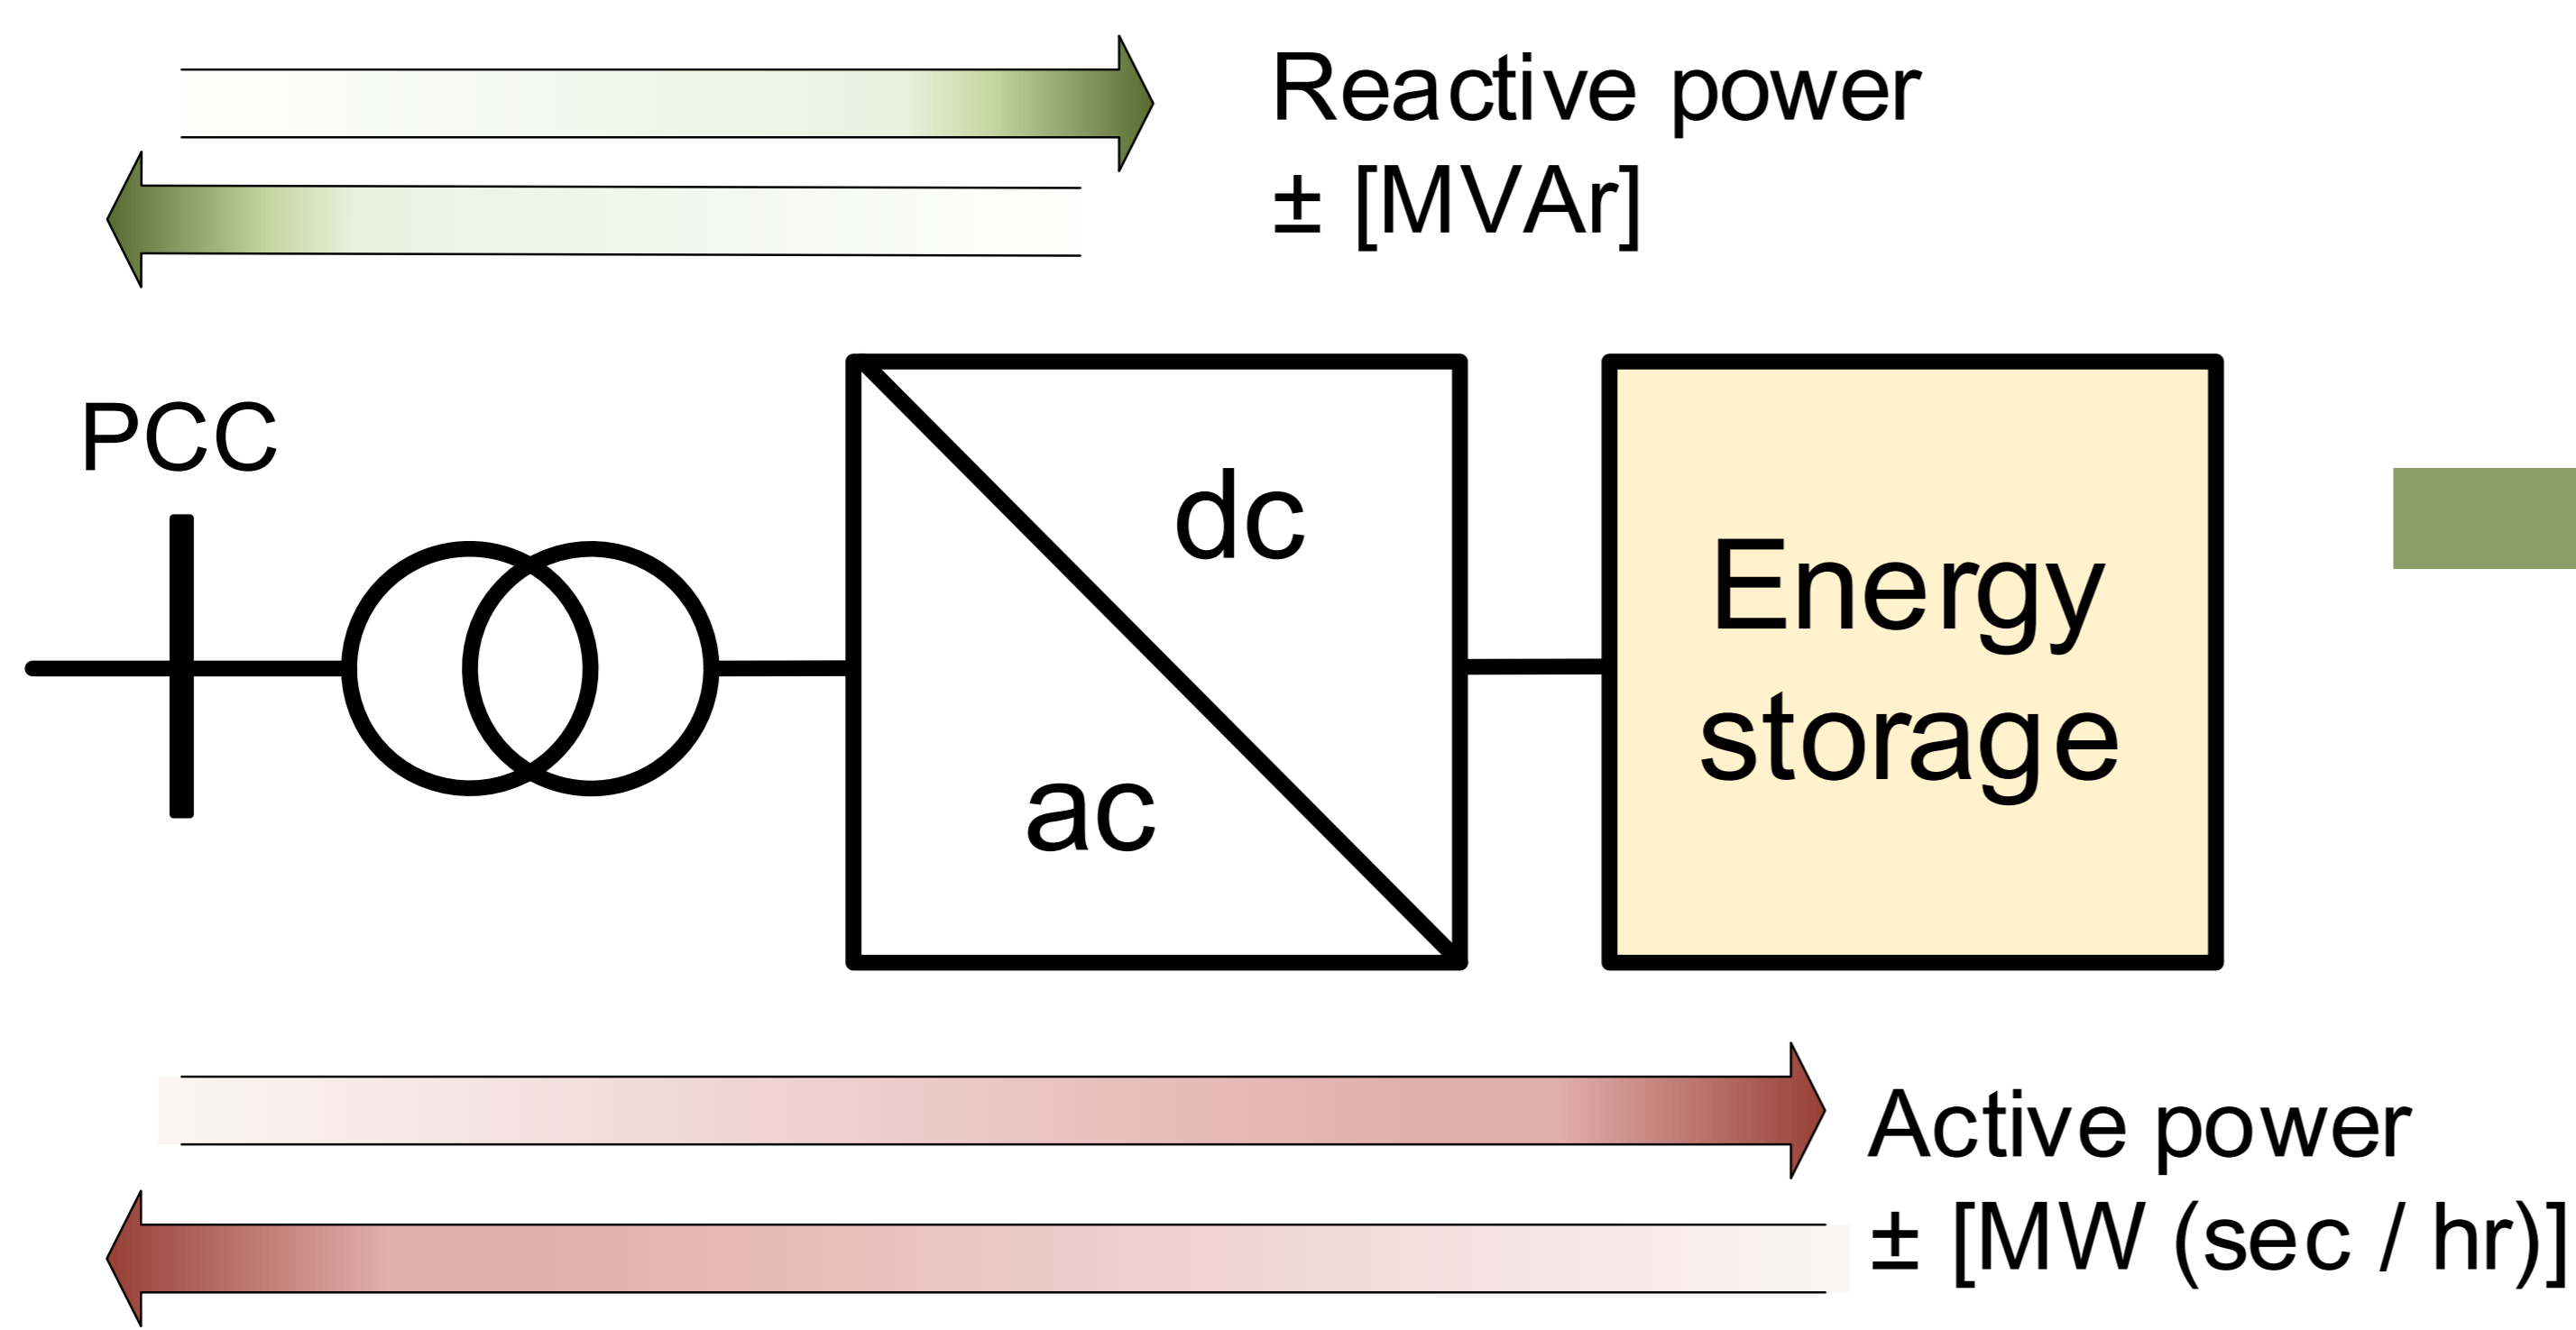 Reactive power
± [MVAr]
PCC
dc
ac
Energy
storage
Active power
± [MW (sec / hr)]